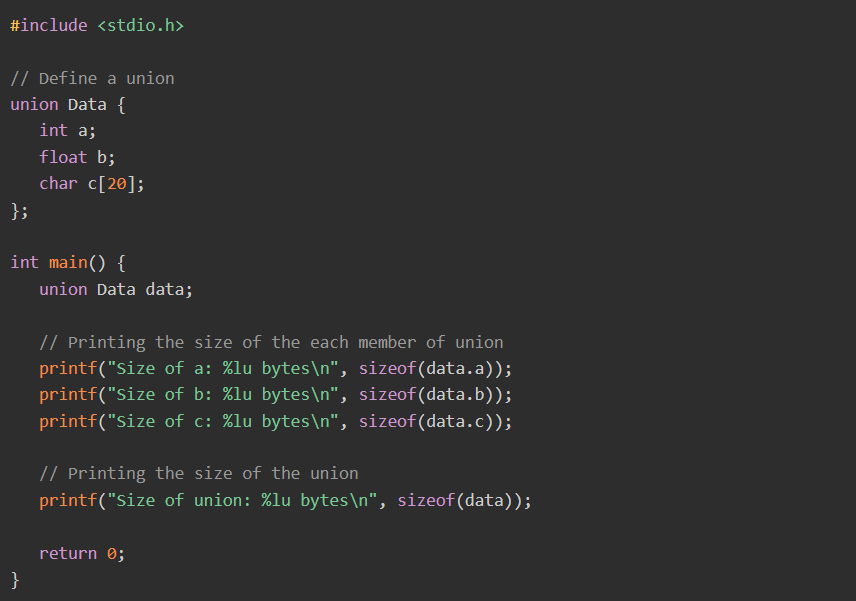 #include <stdio.h>
// Define a union
union Data {
   int a;
   float b;
   char c[20];
};
int main() {
   union Data data;
   // Printing the size of the each member of union
   printf("Size of a: %lu bytes\n", sizeof(data.a));
   printf("Size of b: %lu bytes\n", sizeof(data.b));
   printf("Size of c: %lu bytes\n", sizeof(data.c));
   // Printing the size of the union
   printf("Size of union: %lu bytes\n", sizeof(data));
   return 0;
}